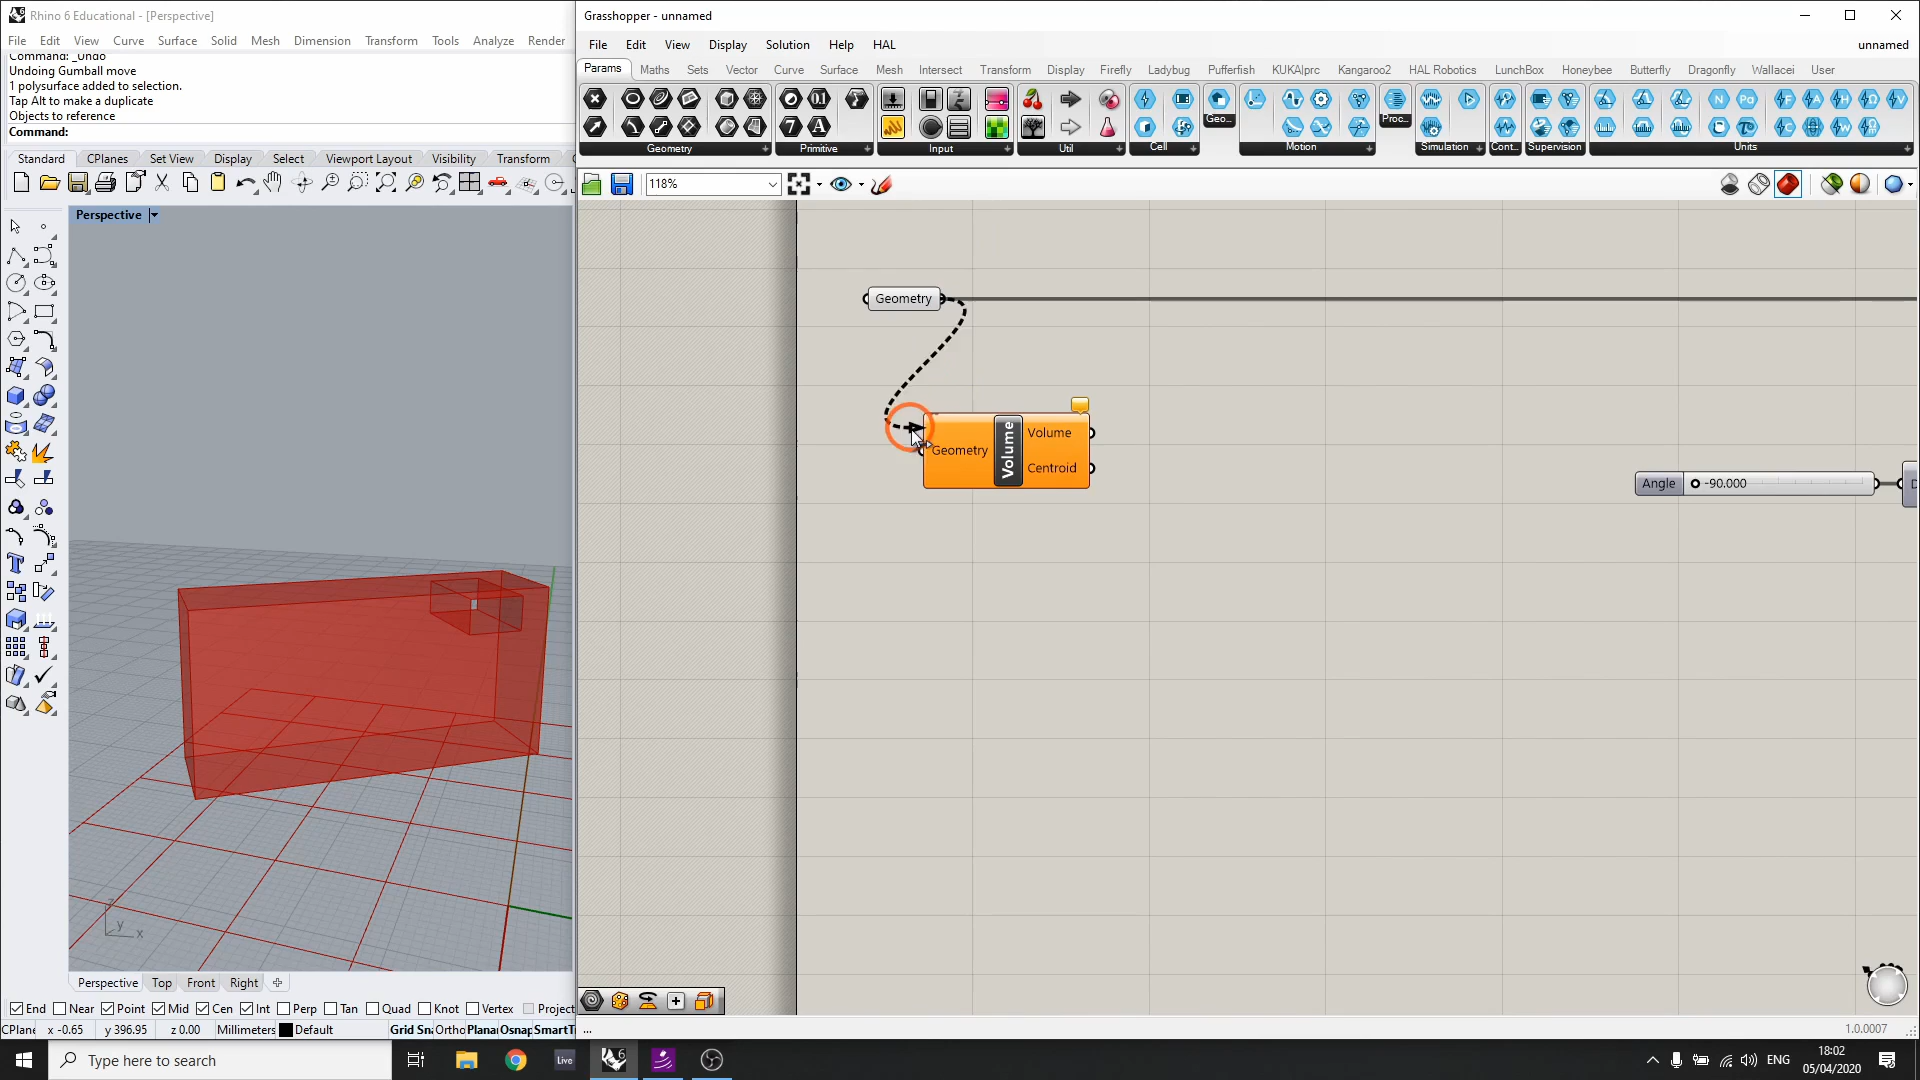 Rhino 6 Educational - [Perspective]
File Edit View Curve Surface Solid Mesh Dimension Transform Tools Analyze Render
Command: _Undo
Undoing Gumball move
1 polysurface added to selection.
Tap Alt to make a duplicate
Objects to reference
Command:
Standard CPlanes Set View Display Select Viewport Layout Visibility Transform
Perspective
z
y x
Perspective Top Front Right
End Near Point Mid Cen Int Perp Tan Quad Knot Vertex Project
CPlane x -0.65 y 396.95 z 0.00 Millimeters Default Grid Sn Ortho Planar Osnap SmartT
Grasshopper - unnamed
File Edit View Display Solution Help HAL unnamed
Params Maths Sets Vector Curve Surface Mesh Intersect Transform Display Firefly Ladybug Pufferfish KUKA|prc Kangaroo2 HAL Robotics LunchBox Honeybee Butterfly Dragonfly Wallacei User
Geo... Proc...
Geometry Primitive Input Util Cell Motion Simulation Cont... Supervision Units
118%
Geometry
Geometry Volume Volume
Centroid
Angle -90.000 D
...
1.0.0007
Type here to search
Live
6
ENG
18:02
05/04/2020